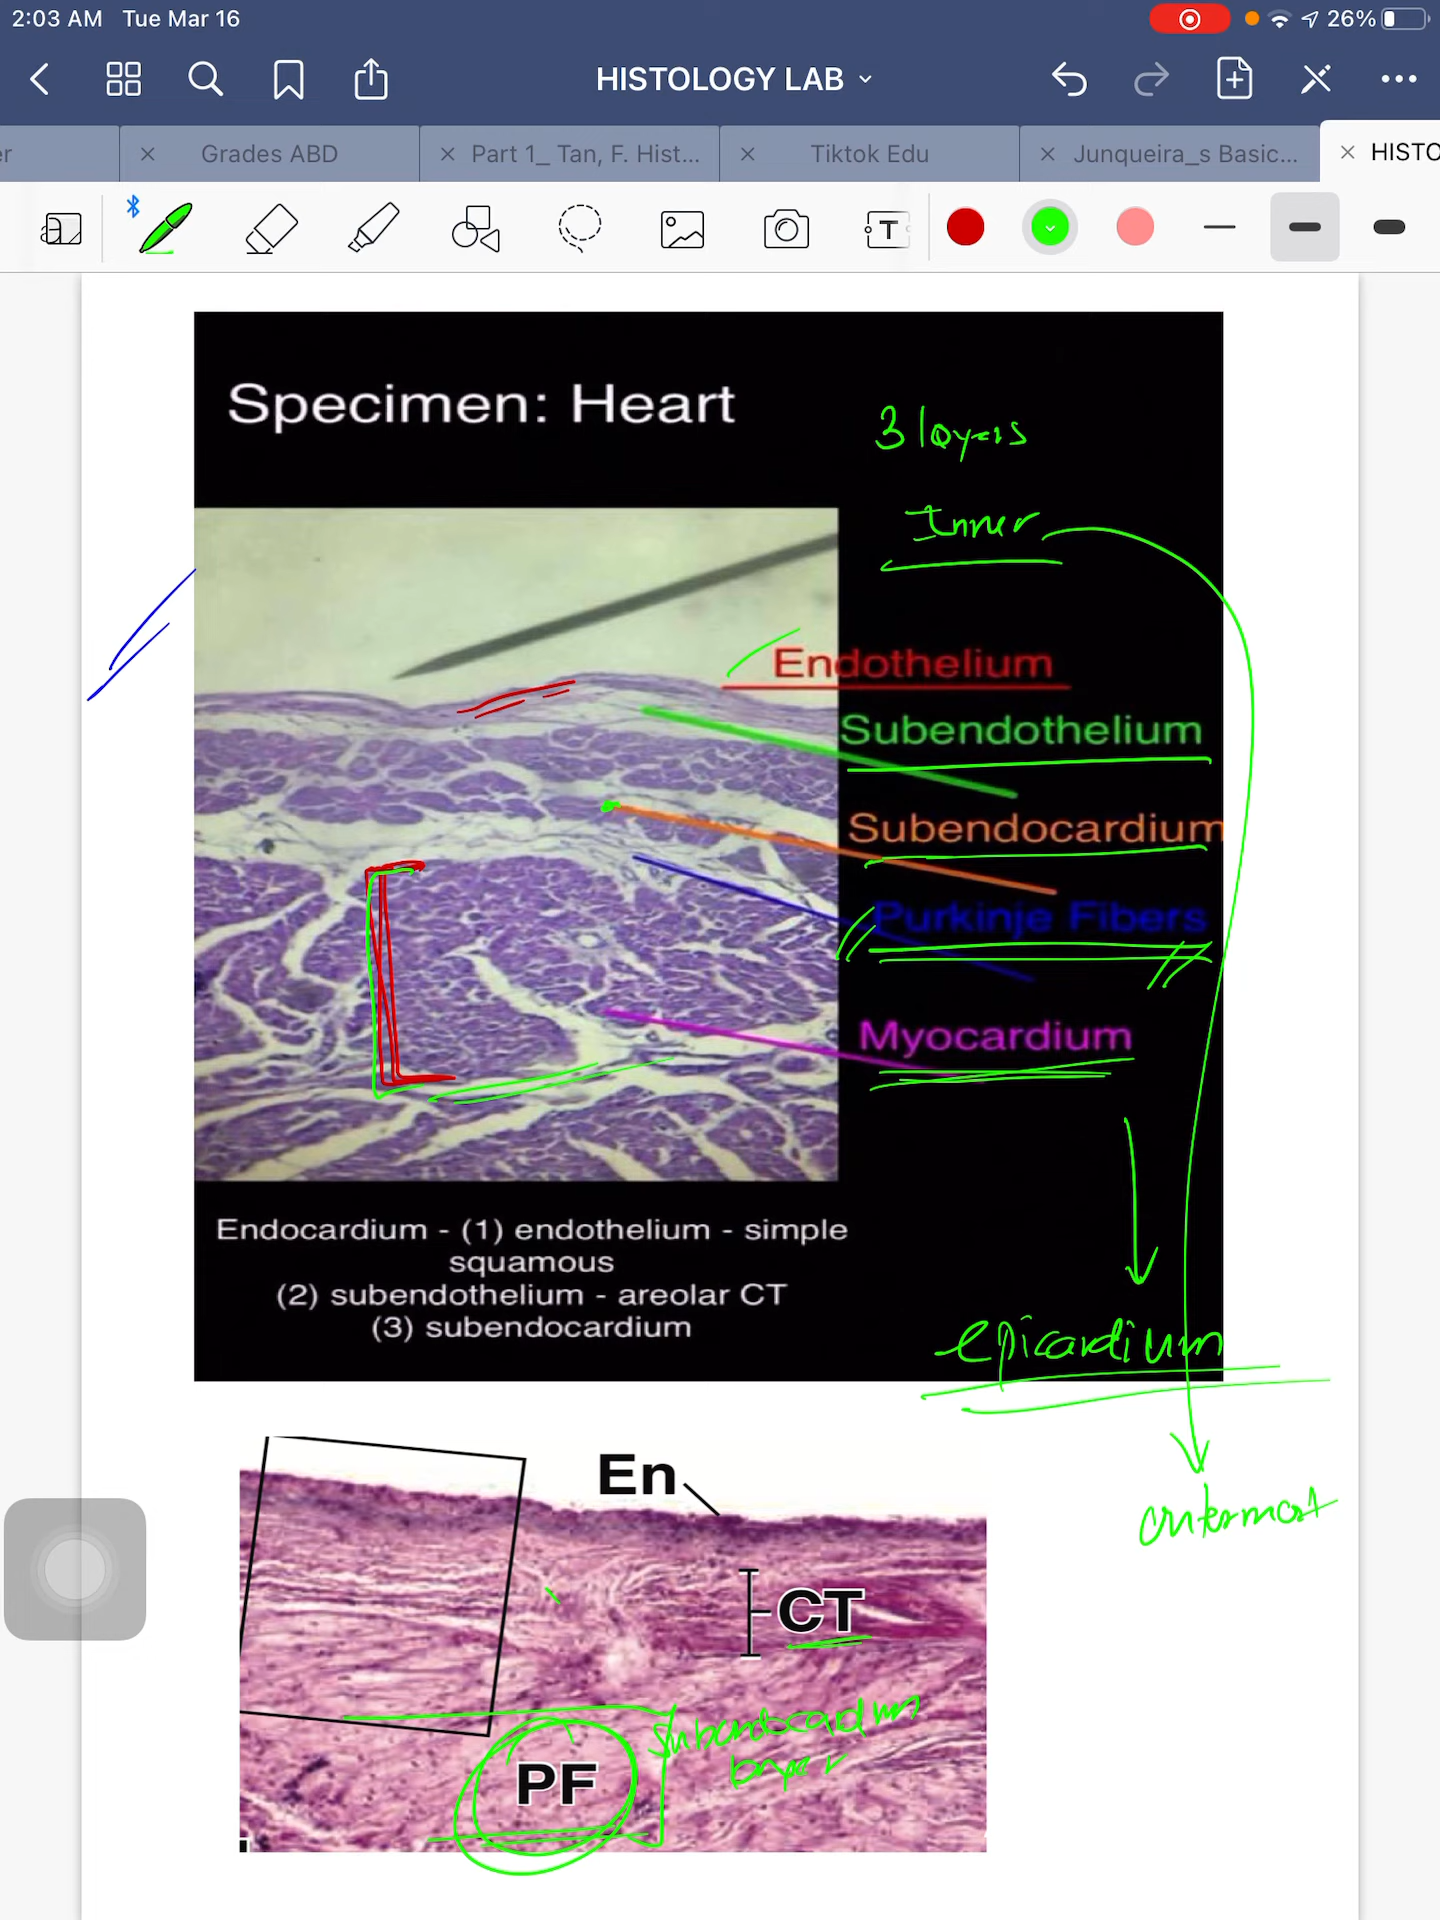 2:03 AM Tue Mar 16
26%
HISTOLOGY LAB
er
Grades ABD
Part 1_ Tan, F. Hist...
Tiktok Edu
Junqueira_s Basic...
HISTO
a
T
Specimen: Heart
3 layers
Inner
Endothelium
Subendothelium
Subendocardium
Purkinje Fibers
Myocardium
Endocardium - (1) endothelium - simple
squamous
(2) subendothelium - areolar CT
(3) subendocardium
epicardium
En
outermost
CT
Subendocardium
layer
PF